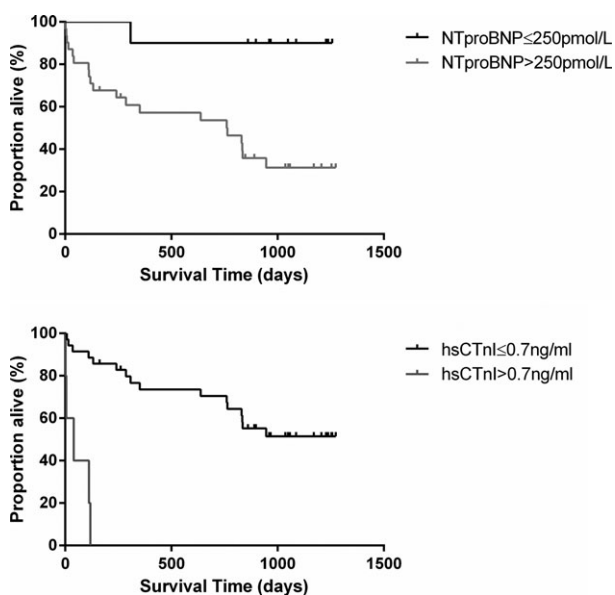 Proportion alive (%)
100
80
60
40
20
0
0 500 1000 1500
Survival Time (days)
NTproBNP≤250pmol/L
NTproBNP>250pmol/L
Proportion alive (%)
100
80
60
40
20
0
0 500 1000 1500
Survival Time (days)
hsCTnI≤0.7ng/ml
hsCTnI>0.7ng/ml